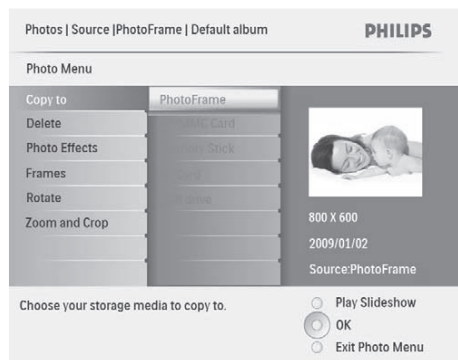 Photos | Source |PhotoFrame | Default album
PHILIPS
Photo Menu
Copy to
PhotoFrame
Delete
Card
Photo Effects
Stick
Frames
Rotate
Zoom and Crop
800 X 600
2009/01/02
Source:PhotoFrame
Choose your storage media to copy to.
Play Slideshow
OK
Exit Photo Menu